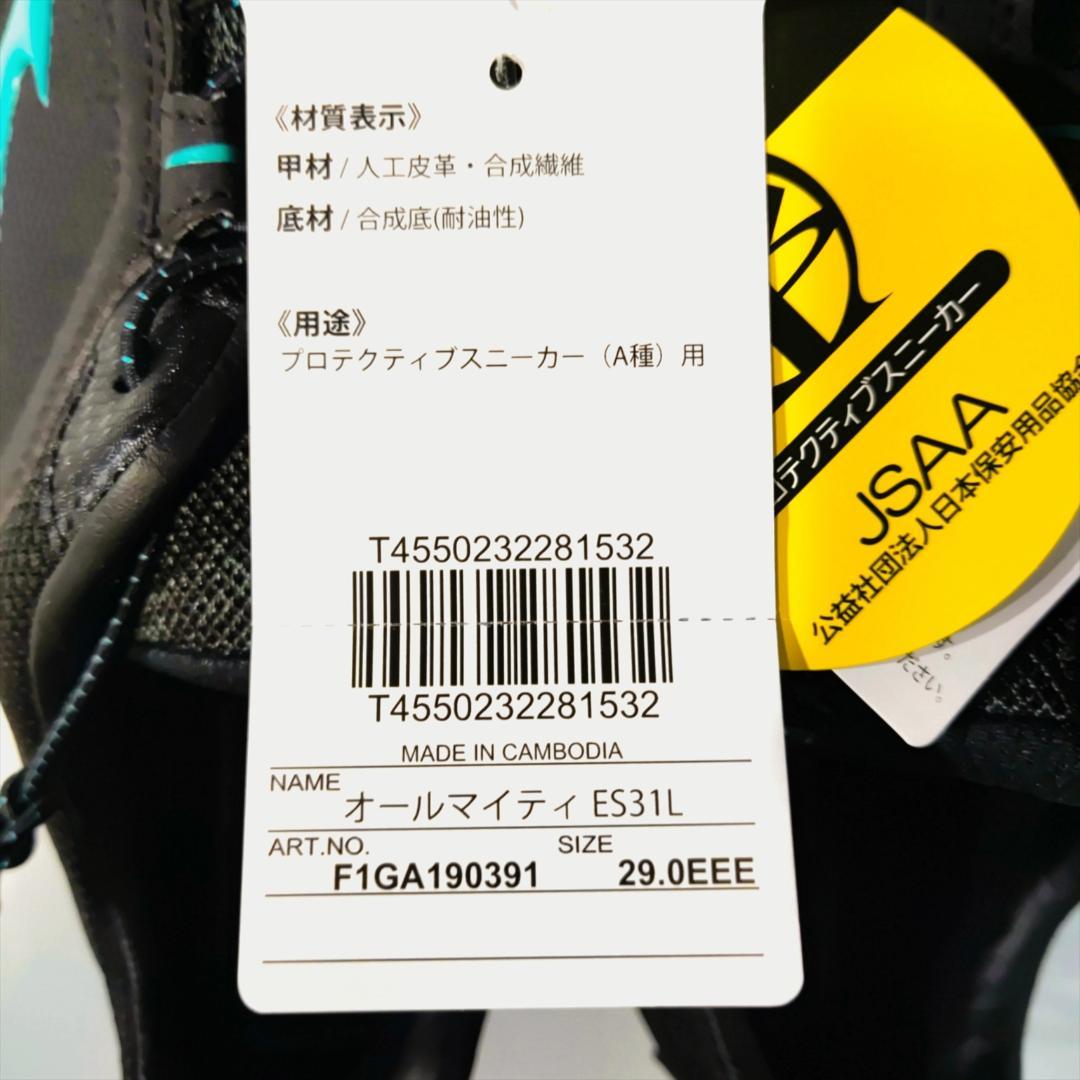 《材質表示》
甲材 / 人工皮革・合成繊維
底材 / 合成底(耐油性)
《用途》
プロテクティブスニーカー（A種）用
T4550232281532
T4550232281532
MADE IN CAMBODIA
NAME
オールマイティ ES31L
ART.NO.
SIZE
F1GA190391
29.0EEE
ロテクティブスニーカー
JSAA
公益社団法人日本保安用品協会
す。
ださい。